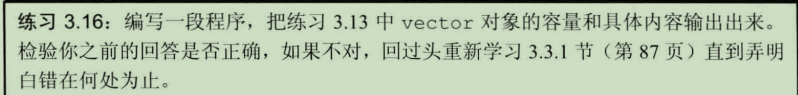 练习 3.16：编写一段程序，把练习 3.13 中 vector 对象的容量和具体内容输出出来。
检验你之前的回答是否正确，如果不对，回过头重新学习 3.3.1 节（第 87 页）直到弄明
白错在何处为止。